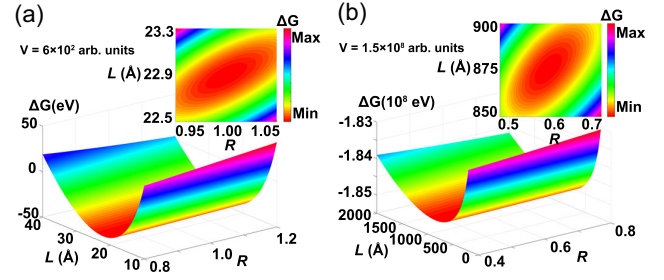 (a)
V = 6×10² arb. units
ΔG(eV)
50
0
-50
40
30
20
10
L (Å)
0.8
1.0
1.2
R
23.3
22.9
22.5
L (Å)
0.95 1.00 1.05
R
ΔG
Max
Min
(b)
V = 1.5×10⁸ arb. units
ΔG(10⁸ eV)
-1.83
-1.84
-1.85
2000
1500
1000
500
0
L (Å)
0.4
0.6
0.8
R
900
875
850
L (Å)
0.5 0.6 0.7
R
ΔG
Max
Min